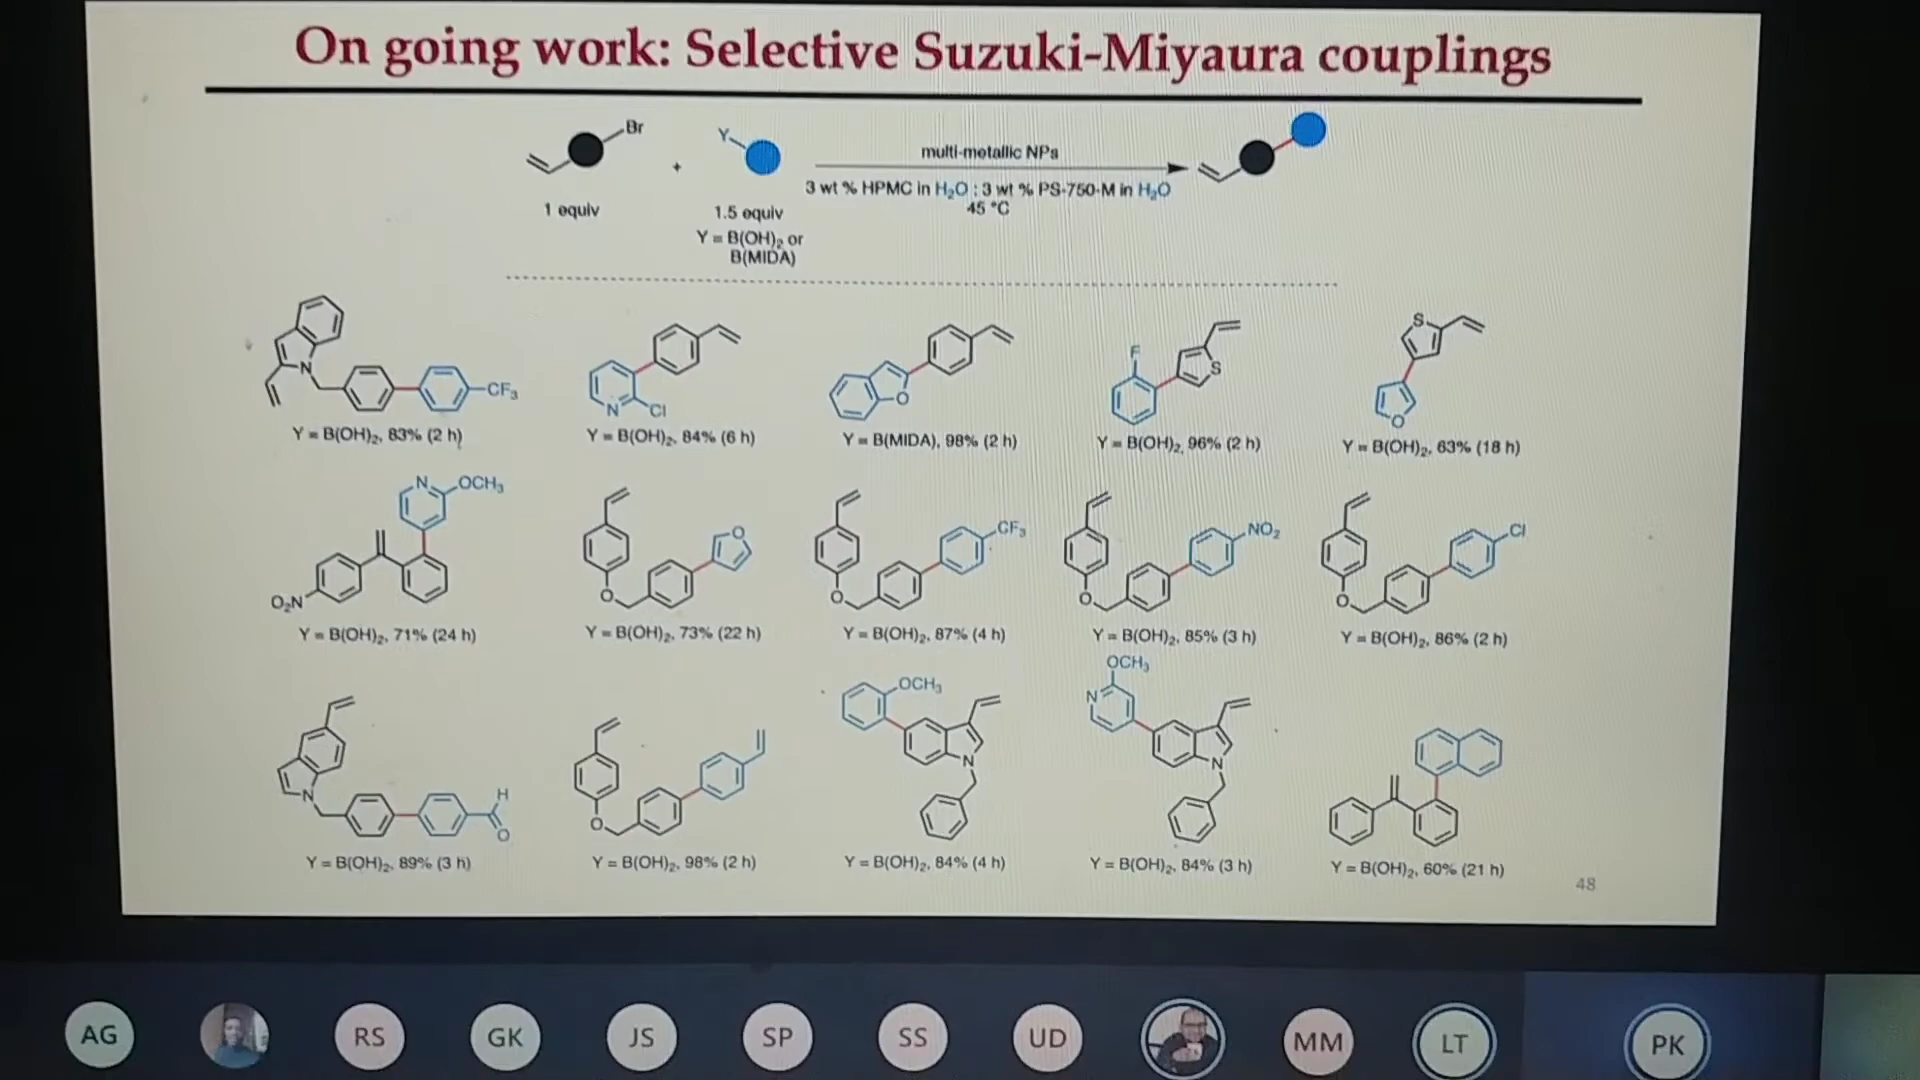 On going work: Selective Suzuki-Miyaura couplings
Br
Y
+
multi-metallic NPs
3 wt % HPMC in H₂O : 3 wt % PS-750-M in H₂O
45 °C
1 equiv
1.5 equiv
Y = B(OH)₂ or
B(MIDA)
N
CF₃
N
Cl
O
F
S
S
O
Y = B(OH)₂, 83% (2 h)
Y = B(OH)₂, 84% (6 h)
Y = B(MIDA), 98% (2 h)
Y = B(OH)₂, 96% (2 h)
Y = B(OH)₂, 63% (18 h)
N
OCH₃
O₂N
O
O
O
CF₃
O
NO₂
O
Cl
Y = B(OH)₂, 71% (24 h)
Y = B(OH)₂, 73% (22 h)
Y = B(OH)₂, 87% (4 h)
Y = B(OH)₂, 85% (3 h)
Y = B(OH)₂, 86% (2 h)
N
H
O
O
OCH₃
N
OCH₃
N
N
Y = B(OH)₂, 89% (3 h)
Y = B(OH)₂, 98% (2 h)
Y = B(OH)₂, 84% (4 h)
Y = B(OH)₂, 84% (3 h)
Y = B(OH)₂, 60% (21 h)
48
AG
RS
GK
JS
SP
SS
UD
MM
LT
PK